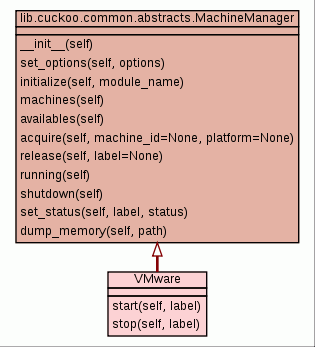 lib.cuckoo.common.abstracts.MachineManager
__init__(self)
set_options(self, options)
initialize(self, module_name)
machines(self)
availables(self)
acquire(self, machine_id=None, platform=None)
release(self, label=None)
running(self)
shutdown(self)
set_status(self, label, status)
dump_memory(self, path)
VMware
start(self, label)
stop(self, label)